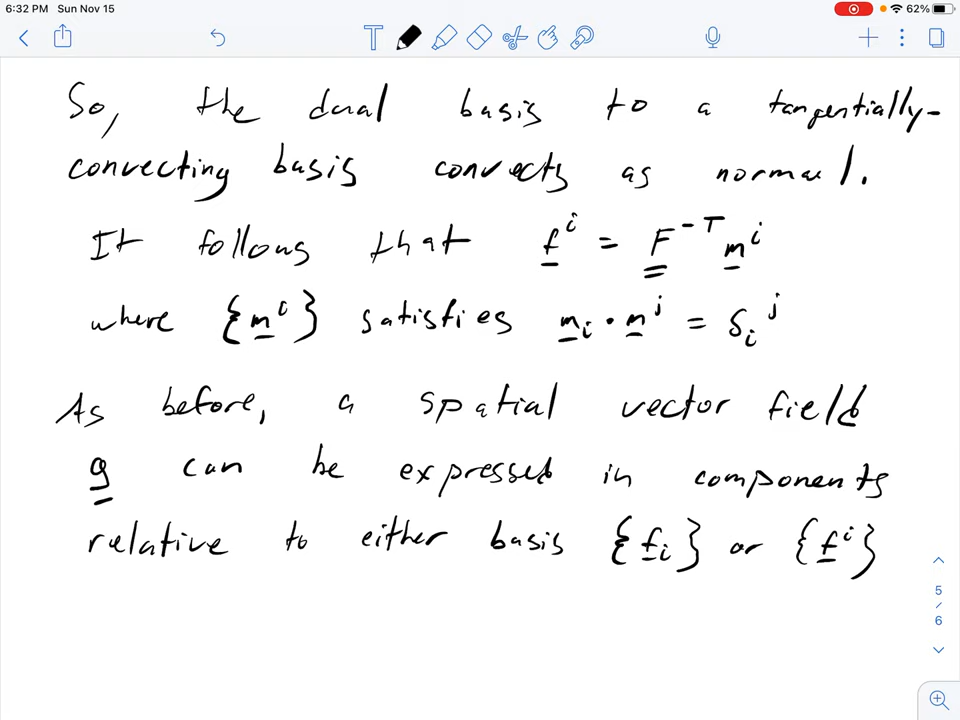 6:32 PM Sun Nov 15 62%
So, the dual basis to a tangentially-
convecting basis convects as normal.
It follows that f^i = F^{-T} m^i
where {m^i} satisfies m_i · m^j = δ_i^j
As before, a spatial vector field
g can be expressed in components
relative to either basis {f_i} or {f^i}
5
/
6